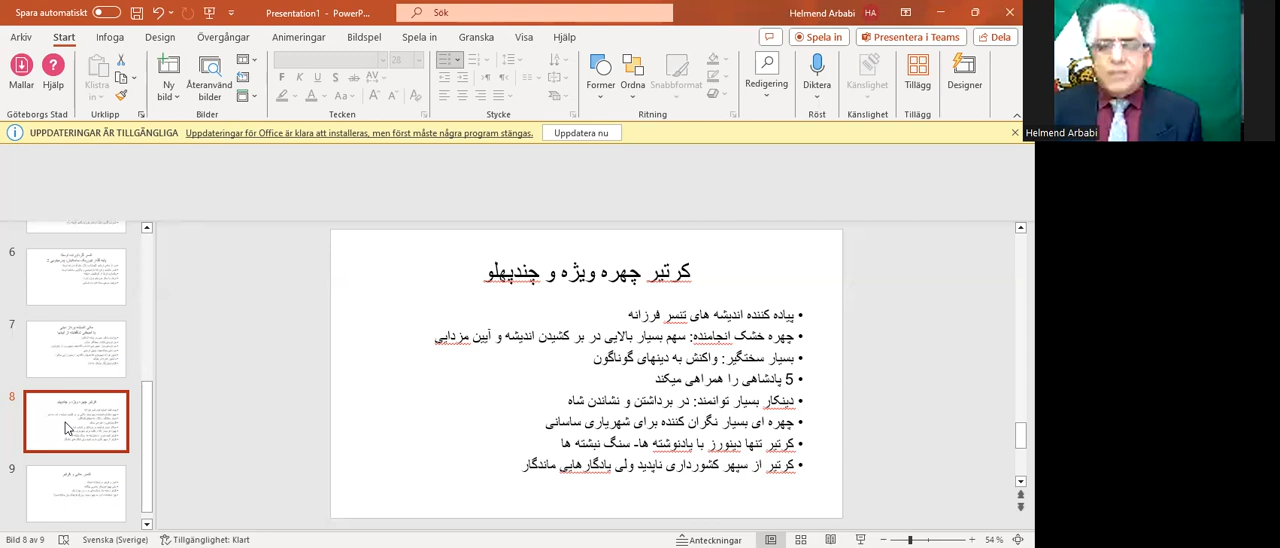 Spara automatiskt
Presentation1 - PowerP...
Sök
Helmend Arbabi HA
Arkiv Start Infoga Design Övergångar Animeringar Bildspel Spela in Granska Visa Hjälp
Spela in Presentera i Teams Dela
Mallar Hjälp
Klistra in
Ny bild
Återanvänd bilder
28
F K U S ab AV
Aa A A A
Former Ordna Snabbformat
Redigering
Diktera
Känslighet
Tillägg
Designer
Göteborgs Stad Urklipp Bilder Tecken Stycke Ritning Röst Känslighet Tillägg
UPPDATERINGAR ÄR TILLGÄNGLIGA Uppdateringar för Office är klara att installeras, men först måste några program stängas. Uppdatera nu
Helmend Arbabi
6
7
8
9
کرتیر چهره ویژه و چندپهلو
• پیاده کننده اندیشه های تنسر فرزانه
• چهره خشک انجامنده: سهم بسیار بالایی در بر کشیدن اندیشه و آیین مزدایی
• بسیار سختگیر: واکنش به دینهای گوناگون
• 5 پادشاهی را همراهی میکند
• دینکار بسیار توانمند: در برداشتن و نشاندن شاه
• چهره ای بسیار نگران کننده برای شهریاری ساسانی
• کرتیر تنها دینورز با یادنوشته ها- سنگ نبشته ها
• کرتیر از سپهر کشورداری ناپدید ولی یادگارهایی ماندگار
Bild 8 av 9 Svenska (Sverige) Tillgänglighet: Klart
Anteckningar
54 %